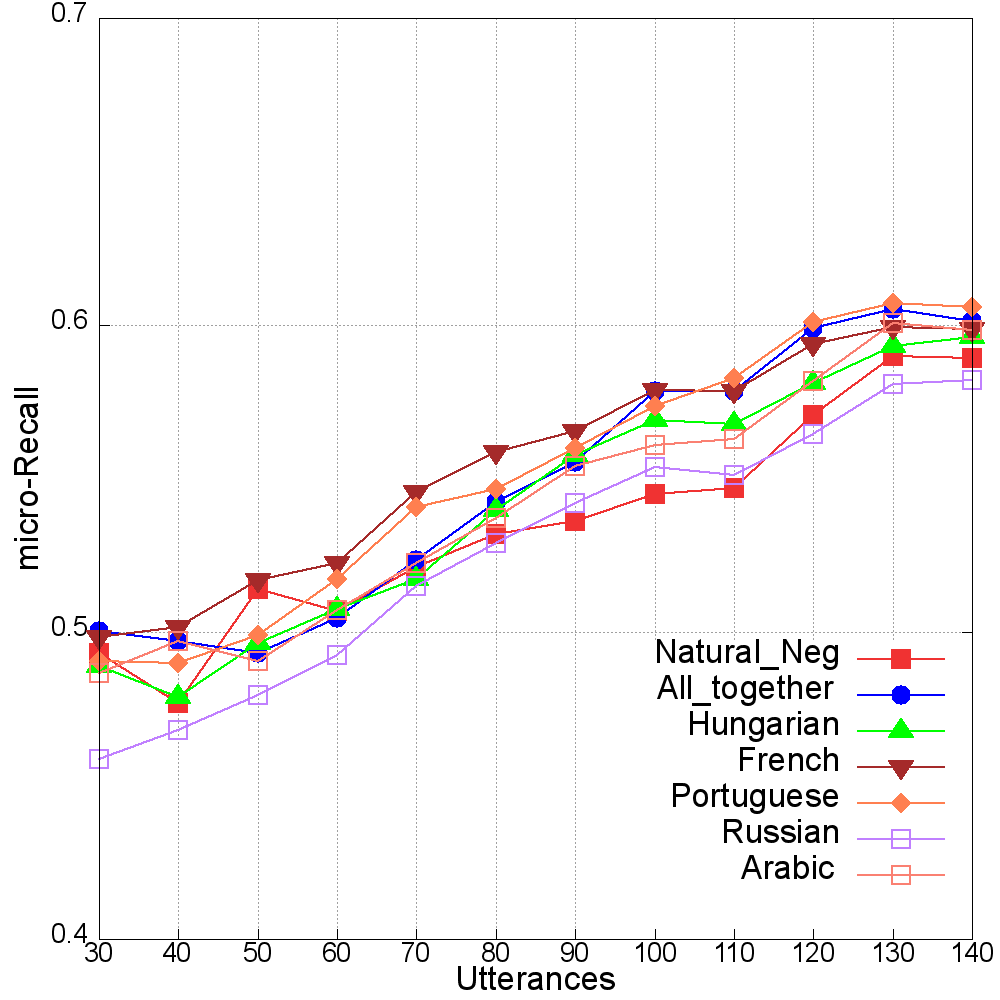 0.7
0.6
0.5
0.4
micro-Recall
Natural_Neg
All_together
Hungarian
French
Portuguese
Russian
Arabic
30 40 50 60 70 80 90 100 110 120 130 140
Utterances